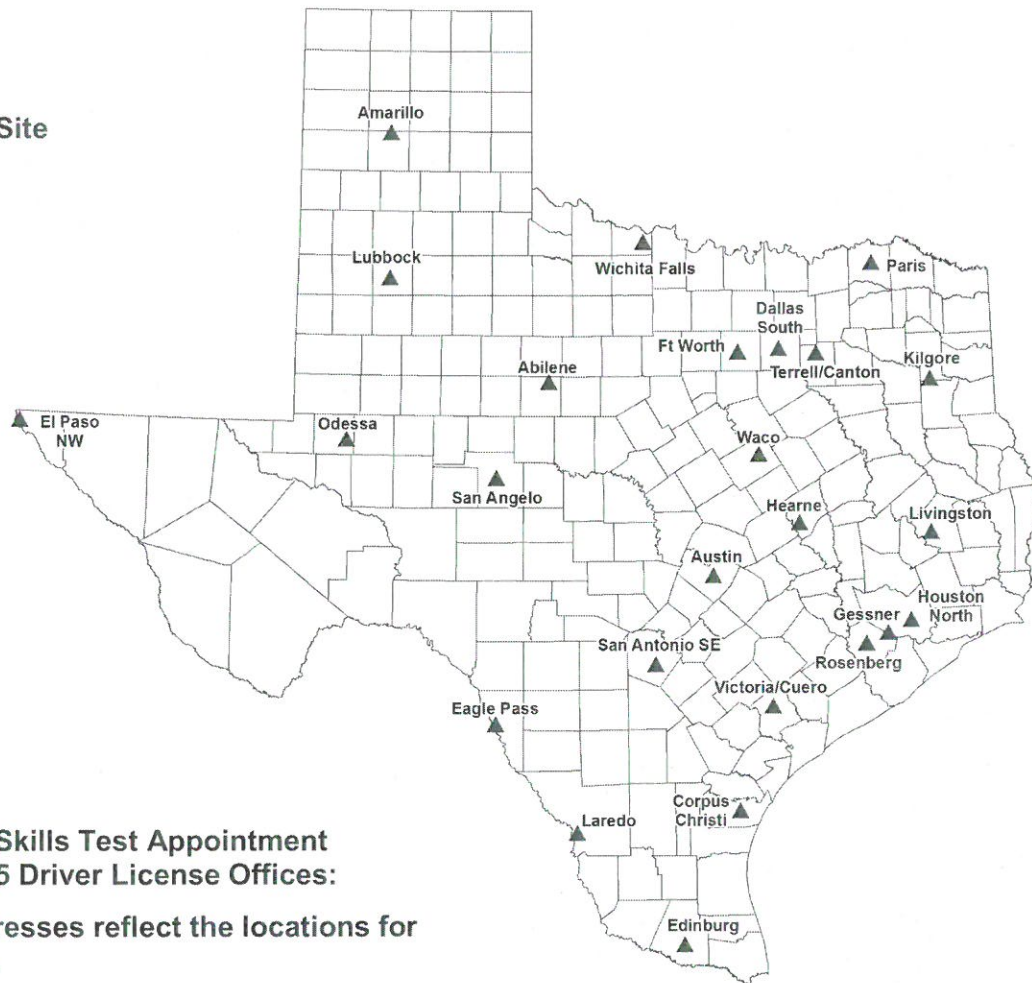 Site
Amarillo
Lubbock
Wichita Falls
Paris
Dallas
South
Ft Worth
Terrell/Canton
Kilgore
Abilene
El Paso
NW
Odessa
San Angelo
Waco
Hearne
Livingston
Austin
Houston
North
Gessner
San Antonio SE
Rosenberg
Victoria/Cuero
Eagle Pass
Corpus
Christi
Laredo
Edinburg
Skills Test Appointment
5 Driver License Offices:
resses reflect the locations for